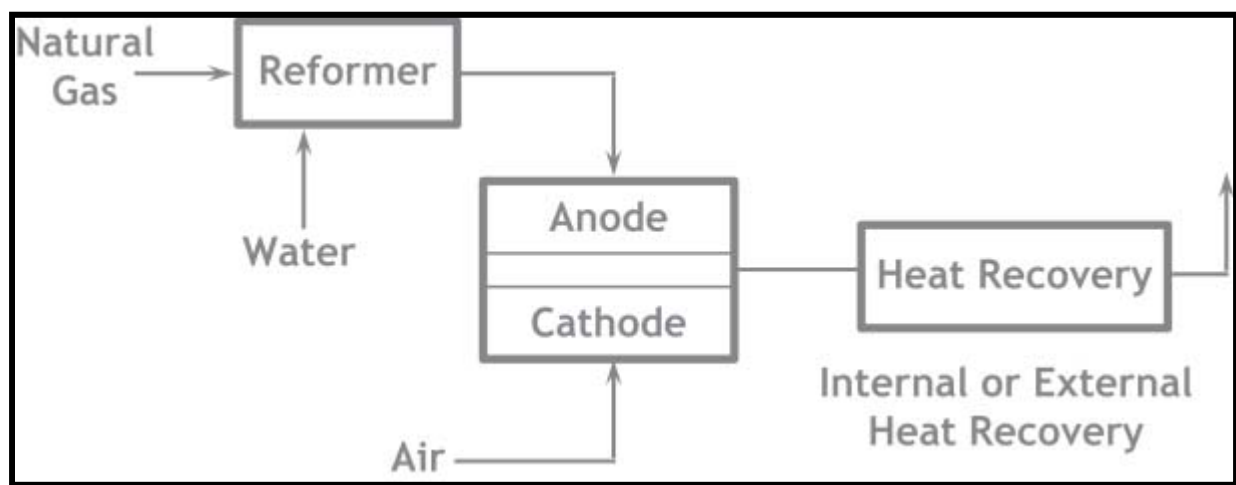 Natural
Gas
Reformer
Water
Anode
Cathode
Air
Heat Recovery
Internal or External
Heat Recovery